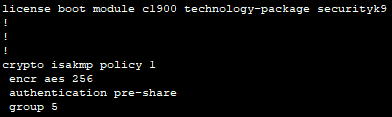 license boot module c1900 technology-package securityk9
!
!
!
crypto isakmp policy 1
 encr aes 256
 authentication pre-share
 group 5